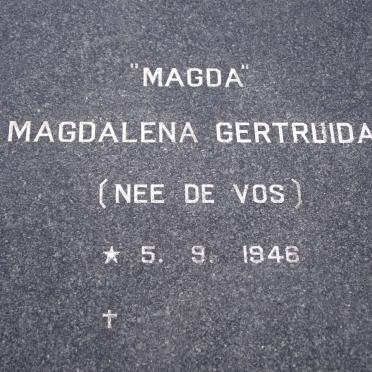 "MAGDA"
MAGDALENA GERTRUIDA
(NEE DE VOS)
★ 5. 9. 1946
†